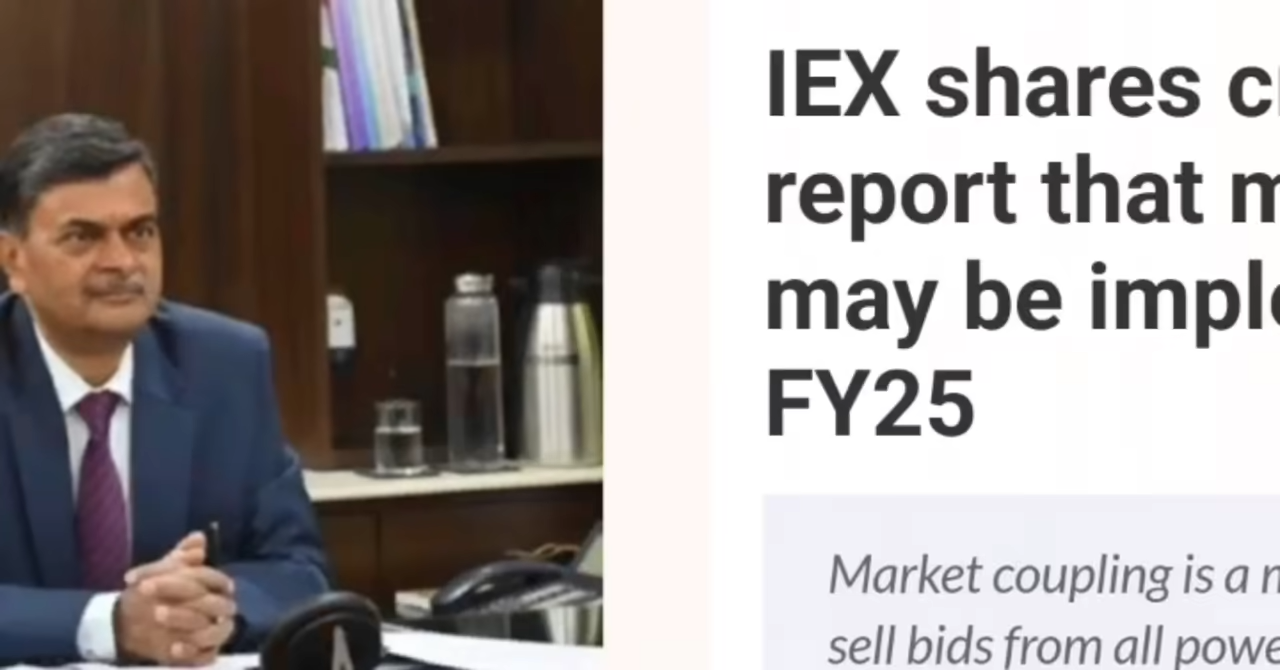 IEX shares
report that
may be
FY25
Market coupling is a
sell bids from all